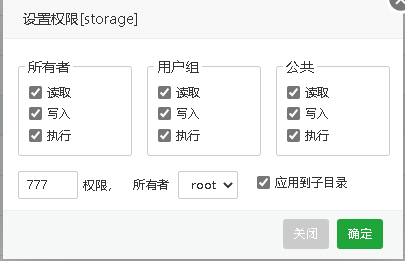 设置权限[storage]
所有者 用户组 公共
读取 读取 读取
写入 写入 写入
执行 执行 执行
777 权限, 所有者 root 应用到子目录
关闭 确定